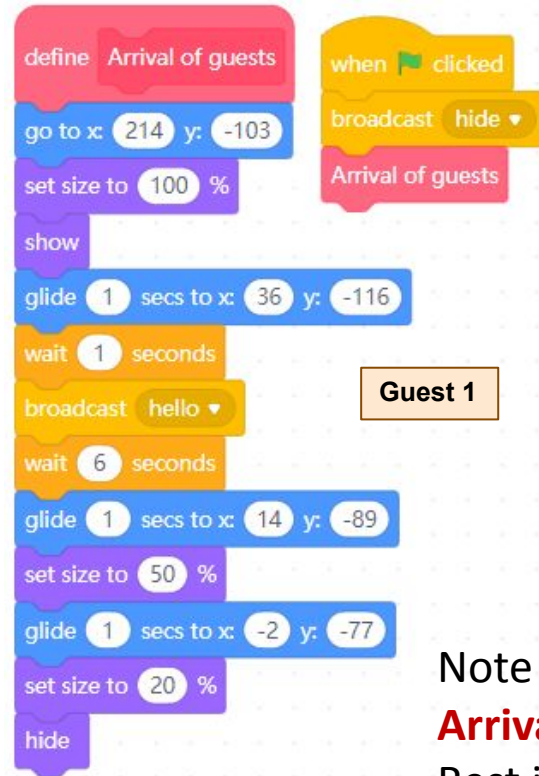 define Arrival of guests
go to x: 214 y: -103
set size to 100 %
show
glide 1 secs to x: 36 y: -116
wait 1 seconds
broadcast hello
wait 6 seconds
glide 1 secs to x: 14 y: -89
set size to 50 %
glide 1 secs to x: -2 y: -77
set size to 20 %
hide
when clicked
broadcast hide
Arrival of guests
Guest 1
Note